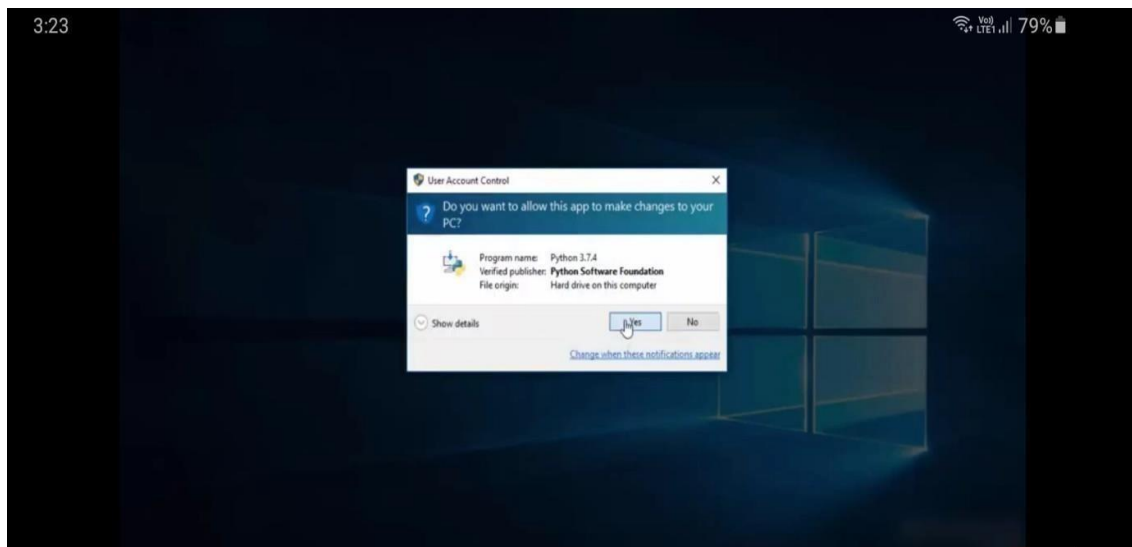 3:23
Vo)) LTE1 79%
User Account Control
Do you want to allow this app to make changes to your
PC?
Program name: Python 3.7.4
Verified publisher: Python Software Foundation
File origin: Hard drive on this computer
Show details
Yes
No
Change when these notifications appear